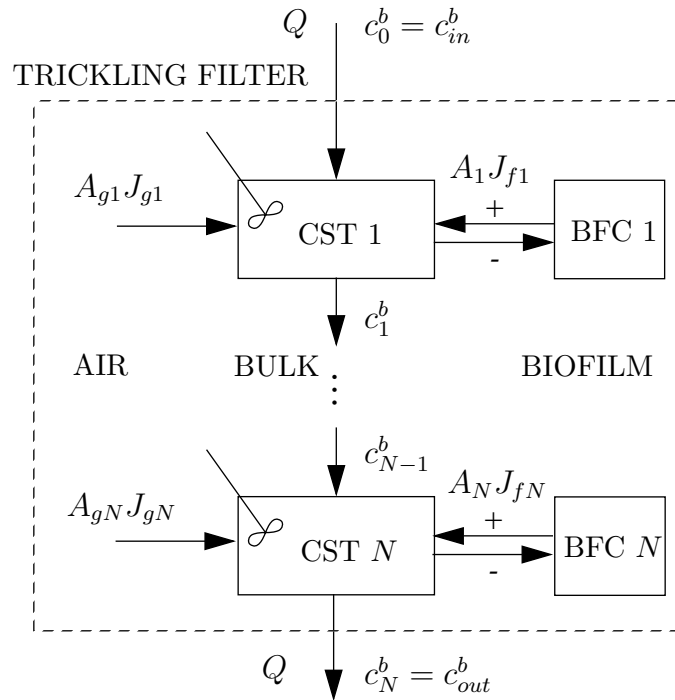 Q c_0^b = c_{in}^b
TRICKLING FILTER
A_{g1}J_{g1}
A_1J_{f1}
+
CST 1
BFC 1
-
c_1^b
AIR
BULK
⋮
BIOFILM
c_{N-1}^b
A_{gN}J_{gN}
A_NJ_{fN}
+
CST N
BFC N
-
Q c_N^b = c_{out}^b